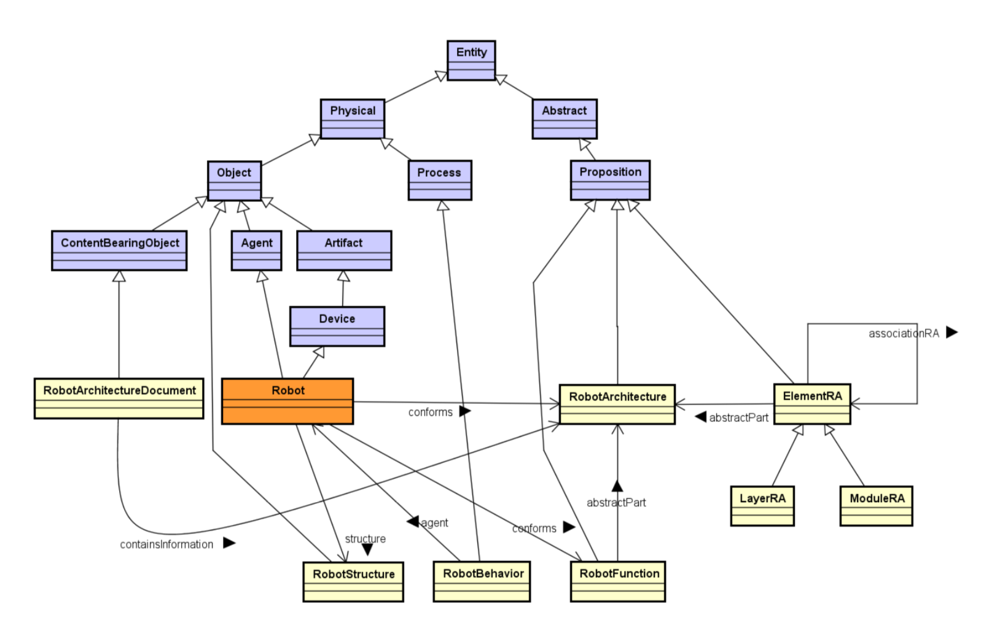 Entity
Physical
Abstract
Object
Process
Proposition
ContentBearingObject
Agent
Artifact
Device
associationRA
RobotArchitectureDocument
Robot
RobotArchitecture
ElementRA
conforms
abstractPart
LayerRA
ModuleRA
abstractPart
agent
conforms
structure
containsInformation
RobotStructure
RobotBehavior
RobotFunction